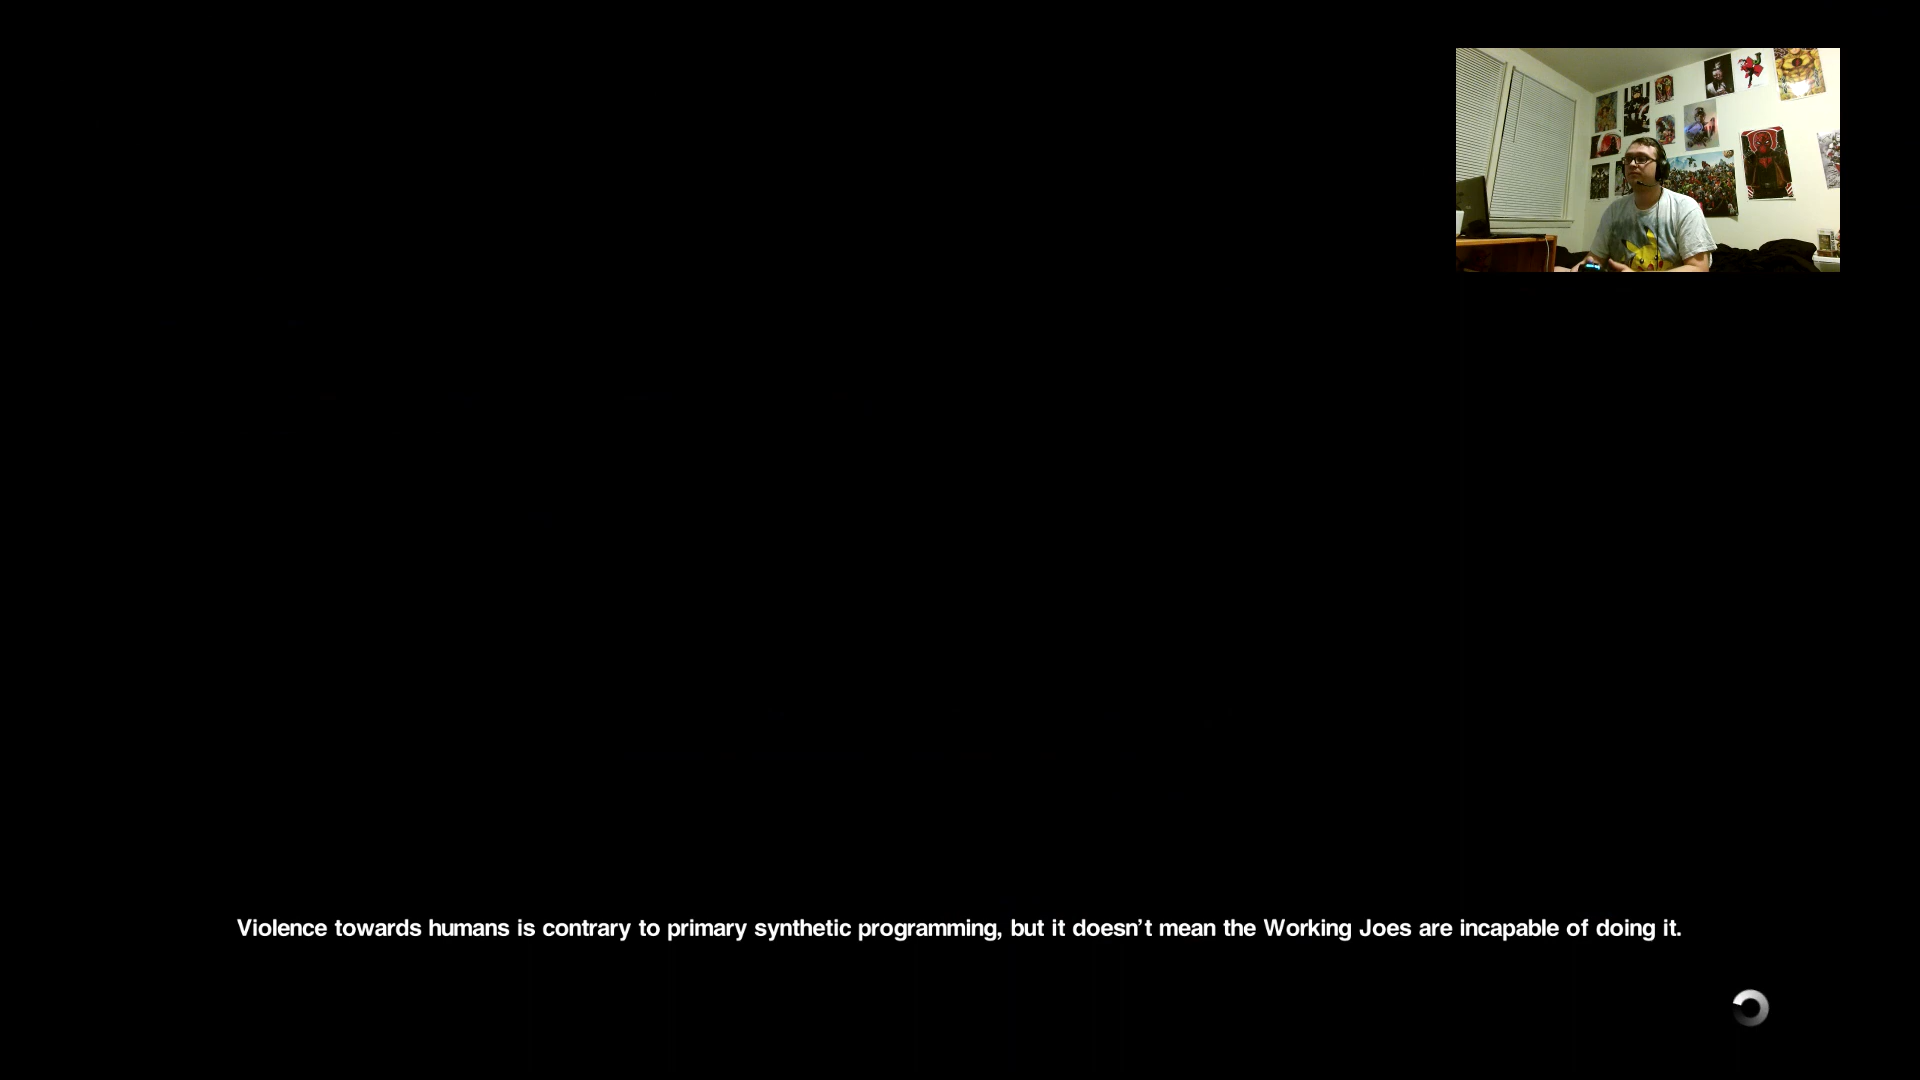 Violence towards humans is contrary to primary synthetic programming, but it doesn't mean the Working Joes are incapable of doing it.